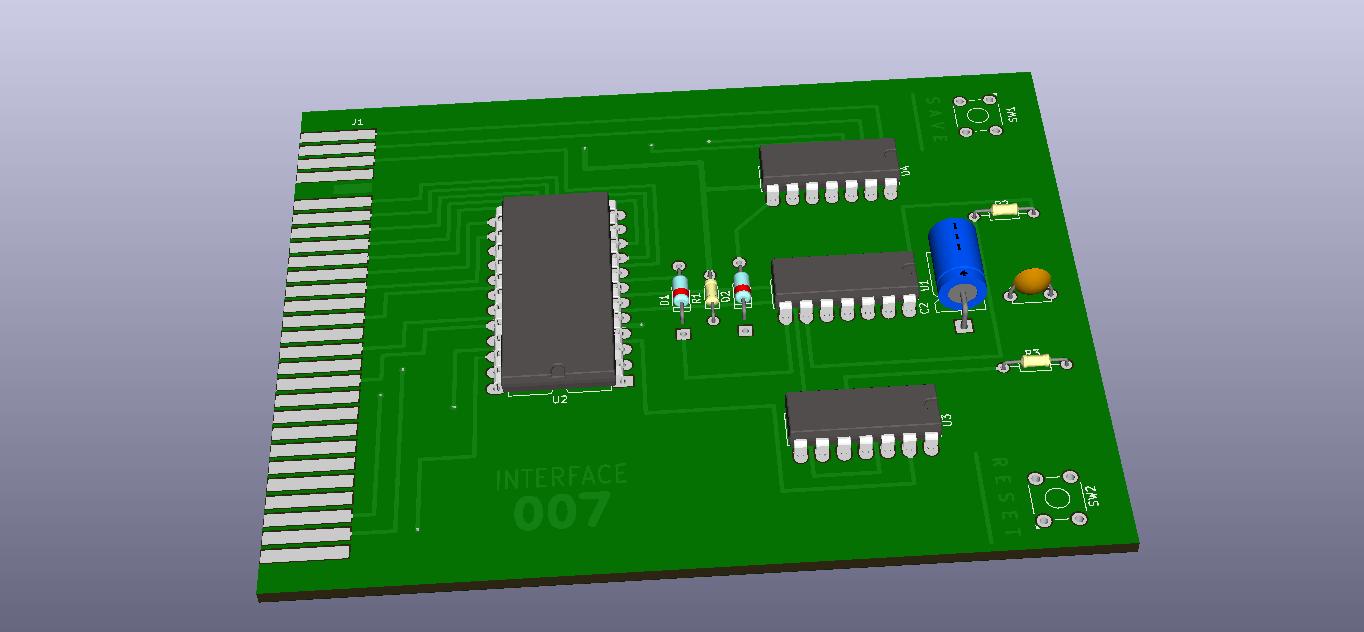 J1
SAVE
SW1
U4
D1
R1
D2
U1
C2
U2
U3
INTERFACE
007
RESET
SW2